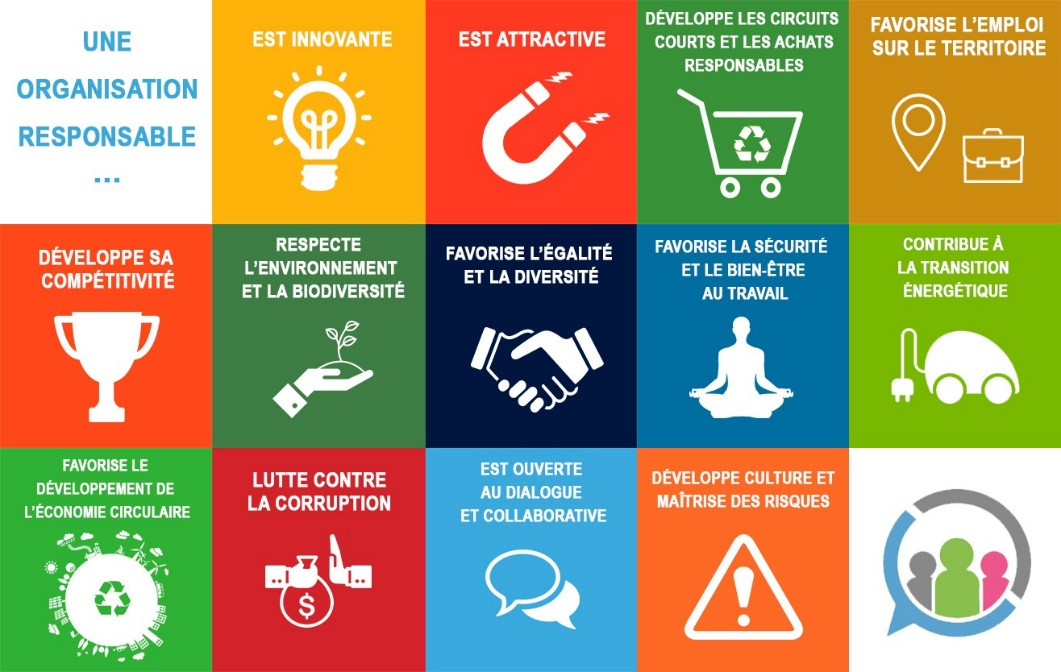 UNE
ORGANISATION
RESPONSABLE
...
EST INNOVANTE
EST ATTRACTIVE
DÉVELOPPE LES CIRCUITS
COURTS ET LES ACHATS
RESPONSABLES
FAVORISE L'EMPLOI
SUR LE TERRITOIRE
DÉVELOPPE SA
COMPÉTITIVITÉ
RESPECTE
L'ENVIRONNEMENT
ET LA BIODIVERSITÉ
FAVORISE L'ÉGALITÉ
ET LA DIVERSITÉ
FAVORISE LA SÉCURITÉ
ET LE BIEN-ÊTRE
AU TRAVAIL
CONTRIBUE À
LA TRANSITION
ÉNERGÉTIQUE
FAVORISE LE
DÉVELOPPEMENT DE
L'ÉCONOMIE CIRCULAIRE
LUTTE CONTRE
LA CORRUPTION
$
EST OUVERTE
AU DIALOGUE
ET COLLABORATIVE
DÉVELOPPE CULTURE ET
MAÎTRISE DES RISQUES